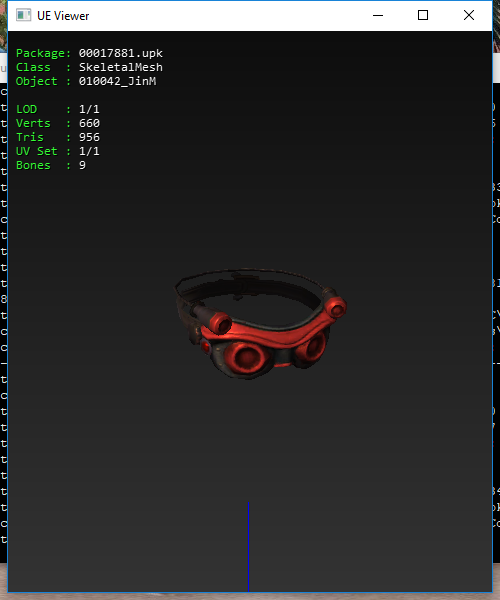 UE Viewer
Package: 00017881.upk
Class : SkeletalMesh
Object : 010042_JinM
LOD : 1/1
Verts : 660
Tris : 956
UV Set : 1/1
Bones : 9